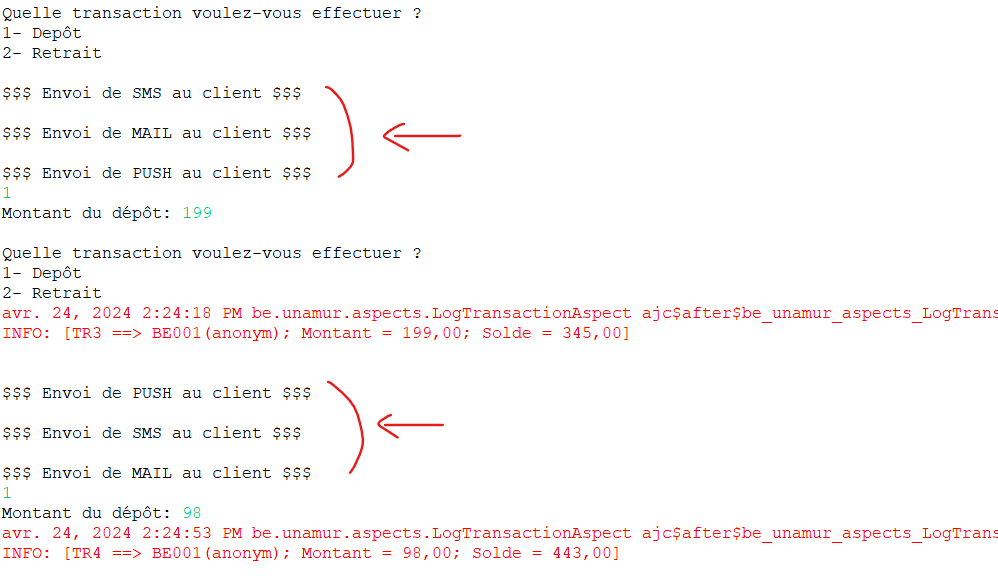 Quelle transaction voulez-vous effectuer ?
1- Depôt
2- Retrait
$$$ Envoi de SMS au client $$$
$$$ Envoi de MAIL au client $$$
$$$ Envoi de PUSH au client $$$
1
Montant du dépôt: 199
Quelle transaction voulez-vous effectuer ?
1- Depôt
2- Retrait
avr. 24, 2024 2:24:18 PM be.unamur.aspects.LogTransactionAspect ajc$after$be_unamur_aspects_LogTrans
INFO: [TR3 ==> BE001(anonym); Montant = 199,00; Solde = 345,00]
$$$ Envoi de PUSH au client $$$
$$$ Envoi de SMS au client $$$
$$$ Envoi de MAIL au client $$$
1
Montant du dépôt: 98
avr. 24, 2024 2:24:53 PM be.unamur.aspects.LogTransactionAspect ajc$after$be_unamur_aspects_LogTrans
INFO: [TR4 ==> BE001(anonym); Montant = 98,00; Solde = 443,00]